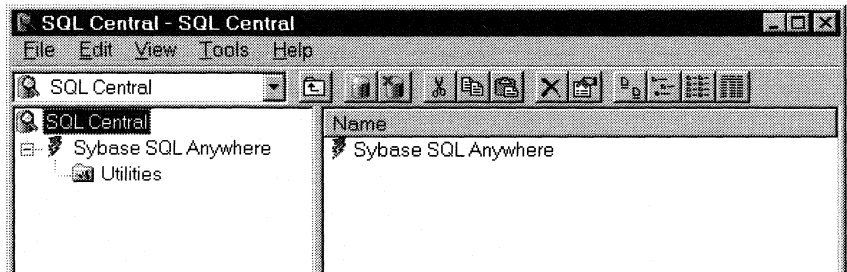 SQL Central - SQL Central
File Edit View Tools Help
SQL Central
SQL Central
Sybase SQL Anywhere
Utilities
Name
Sybase SQL Anywhere